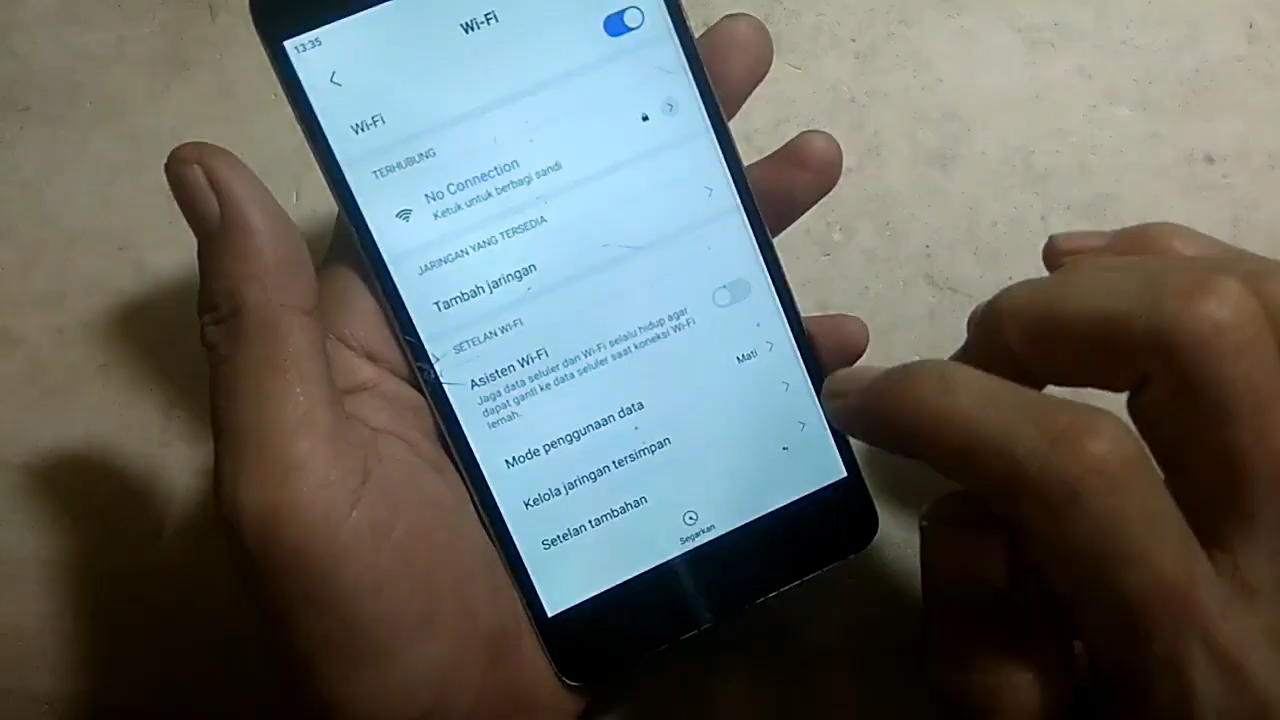 13:35
Wi-Fi
Wi-Fi
TERHUBUNG
No Connection
Ketuk untuk berbagi sandi
JARINGAN YANG TERSEDIA
Tambah jaringan
SETELAN WI-FI
Asisten Wi-Fi
Jaga data seluler dan Wi-Fi selalu hidup agar
dapat ganti ke data seluler saat koneksi Wi-Fi
lemah.
Mode penggunaan data
Mati
Kelola jaringan tersimpan
Setelan tambahan
Segarkan